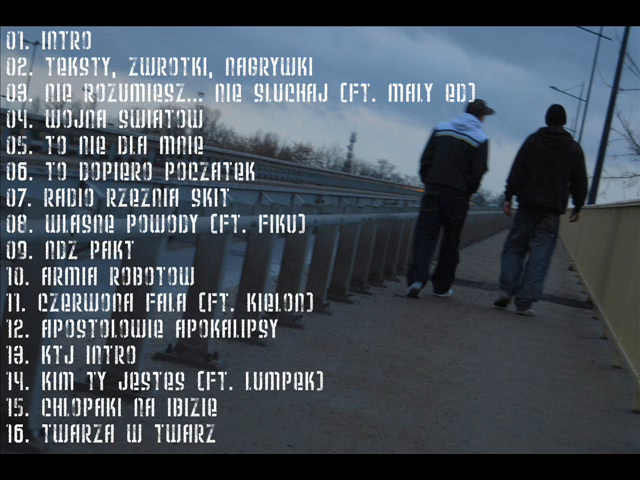 01. INTRO
02. TEKSTY, ZWROTKI, NAGRYWKI
03. NIE ROZUMIESZ... NIE SLUCHAJ (FT. MALY ED)
04. WOJNA SWIATOW
05. TO NIE DLA MNIE
06. TO DOPIERO POCZATEK
07. RADIO RZEZNIA SKIT
08. WLASNE POWODY (FT. FIKU)
09. NDZ PAKT
10. ARMIA ROBOTOW
11. CZERWONA FALA (FT. KIELON)
12. APOSTOLOWIE APOKALIPSY
13. KTJ INTRO
14. KIM TY JESTES (FT. LUMPEK)
15. CHLOPAKI NA IBIZIE
16. TWARZA W TWARZ